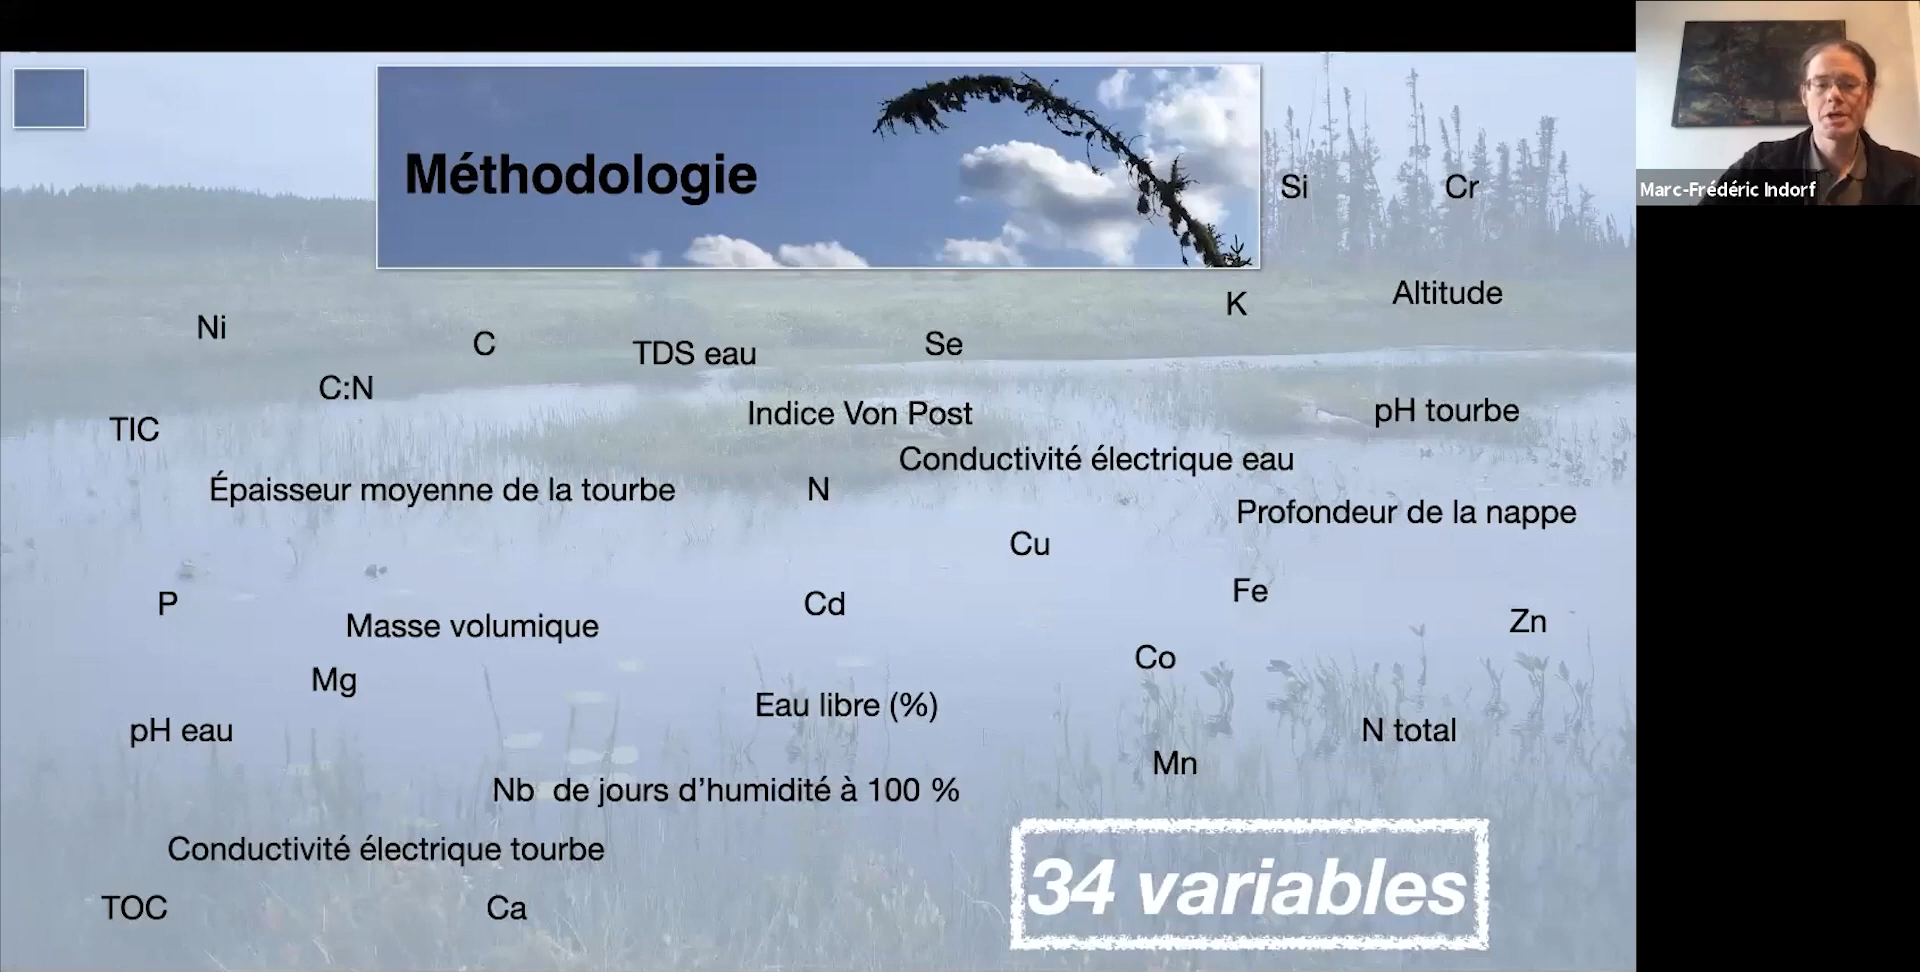 Méthodologie
Marc-Frédéric Indorf
Si
Cr
Altitude
K
Ni
C
TDS eau
Se
C:N
TIC
Indice Von Post
pH tourbe
Conductivité électrique eau
Épaisseur moyenne de la tourbe
N
Profondeur de la nappe
Cu
P
Masse volumique
Cd
Fe
Zn
Co
Mg
Eau libre (%)
pH eau
N total
Mn
Nb  de jours d’humidité à 100 %
Conductivité électrique tourbe
TOC
Ca
34 variables